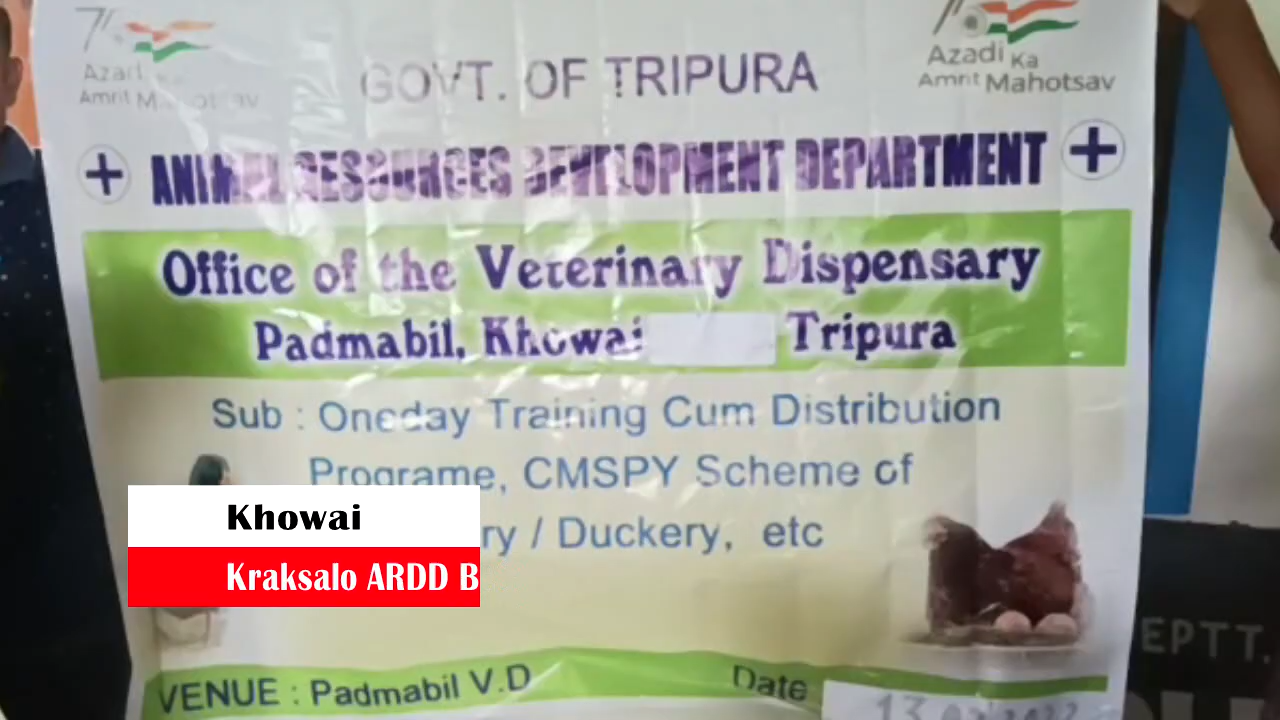 75
Azadi Ka
Amrit Mahotsav
Azadi Ka
Amrit Mahotsav
GOVT. OF TRIPURA
ANIMAL RESOURCES DEVELOPMENT DEPARTMENT
Office of the Veterinary Dispensary
Padmabil, Khowai Tripura
Sub : Oneday Training Cum Distribution
Programe, CMSPY Scheme of
/ Duckery, etc
Khowai
Kraksalo ARDD B
VENUE : Padmabil V.D
Date
EPTT.